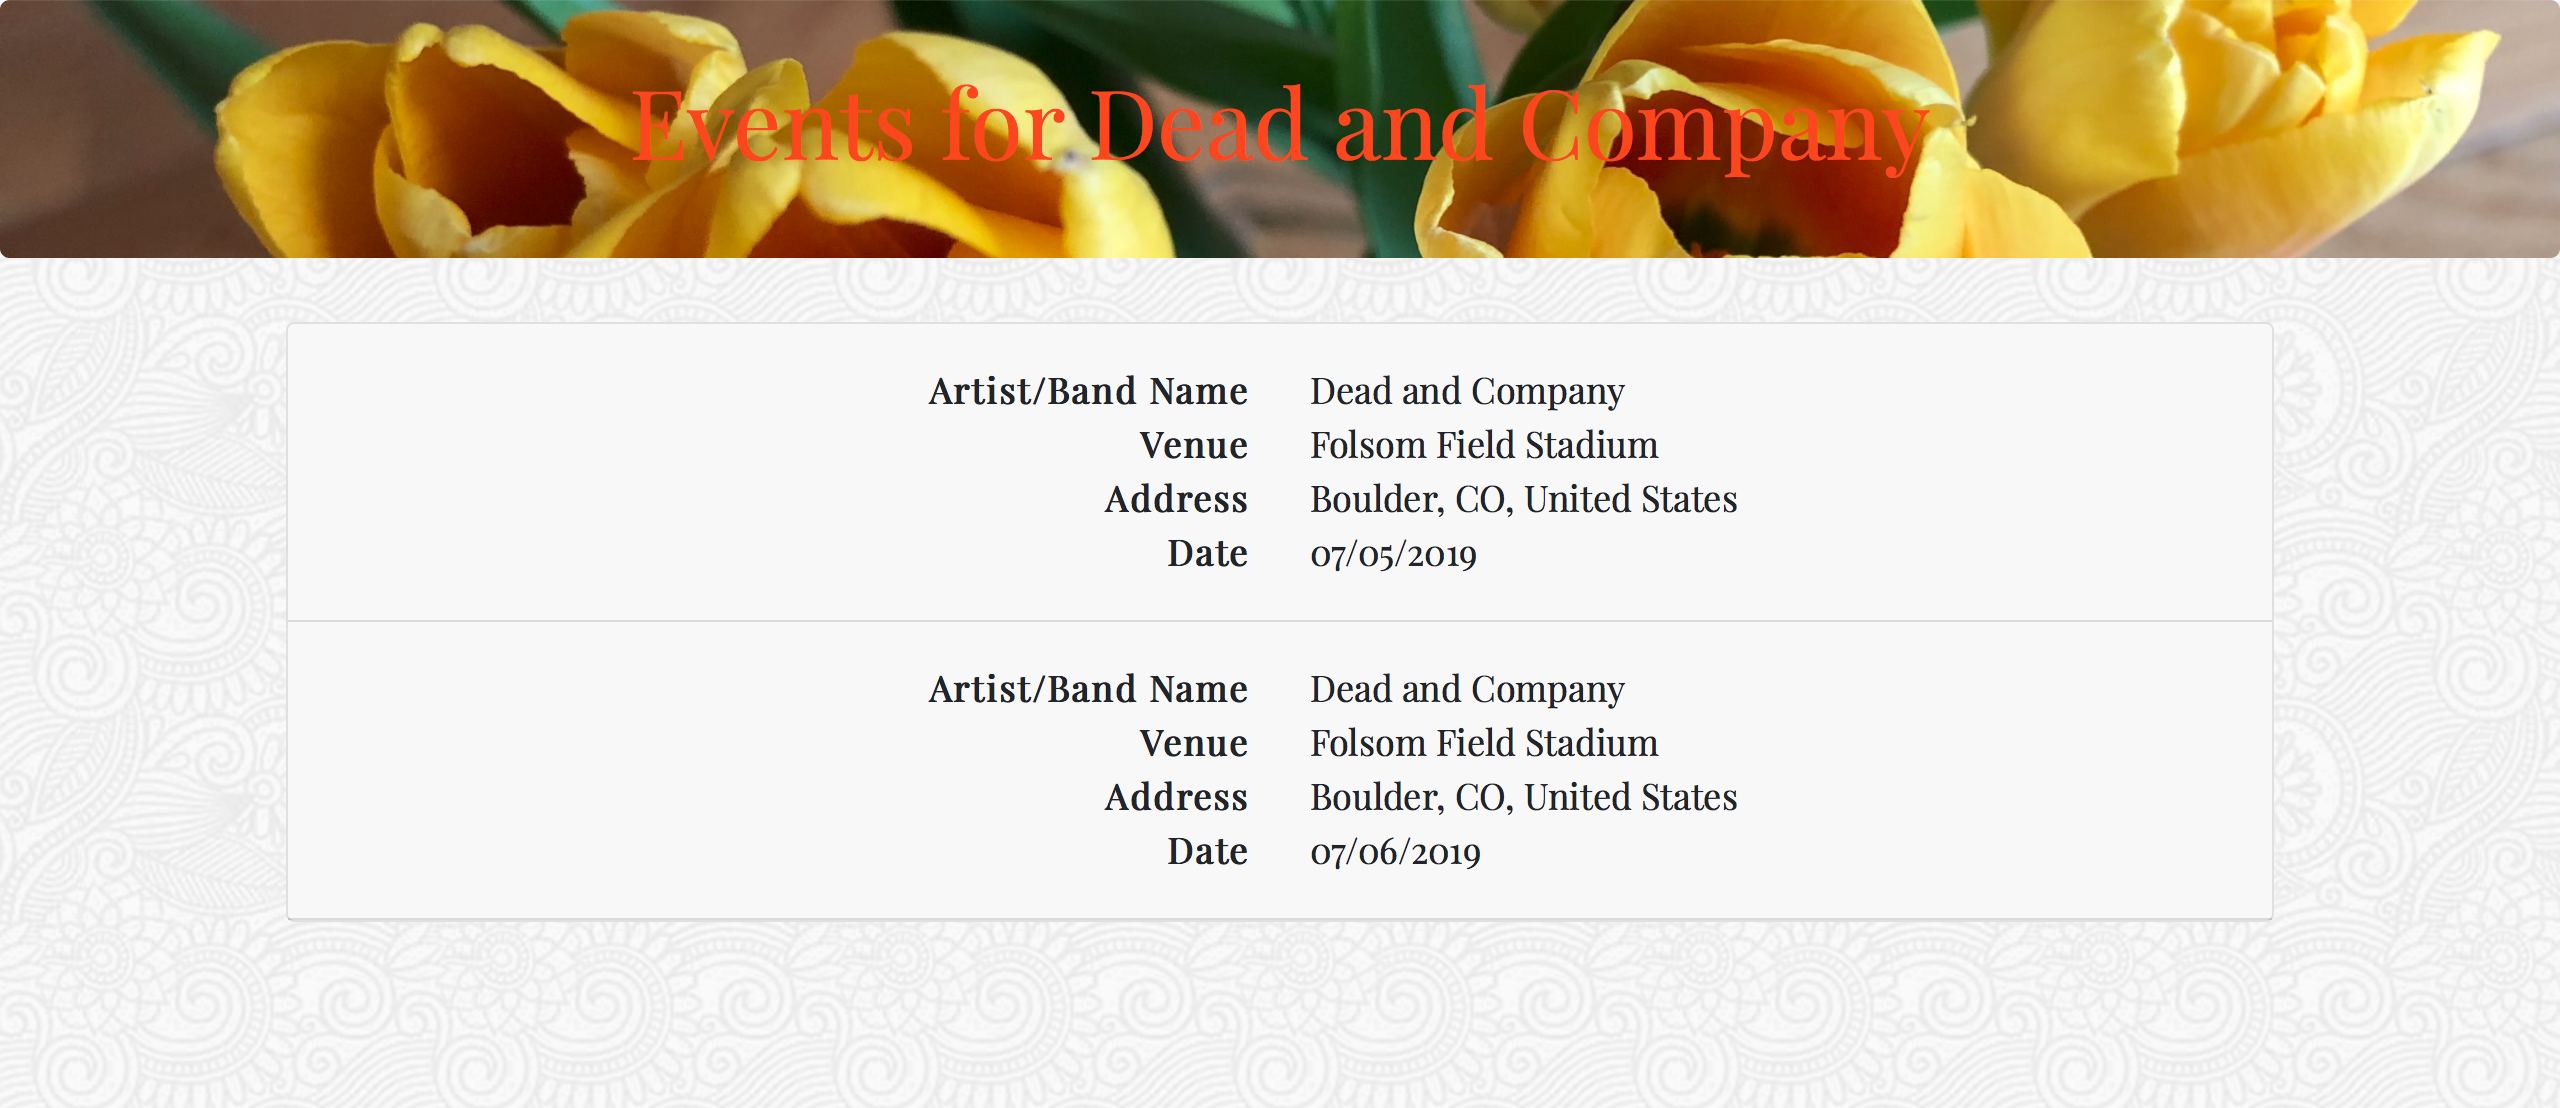 Events for Dead and Company
Artist/Band Name Dead and Company
Venue Folsom Field Stadium
Address Boulder, CO, United States
Date 07/05/2019
Artist/Band Name Dead and Company
Venue Folsom Field Stadium
Address Boulder, CO, United States
Date 07/06/2019